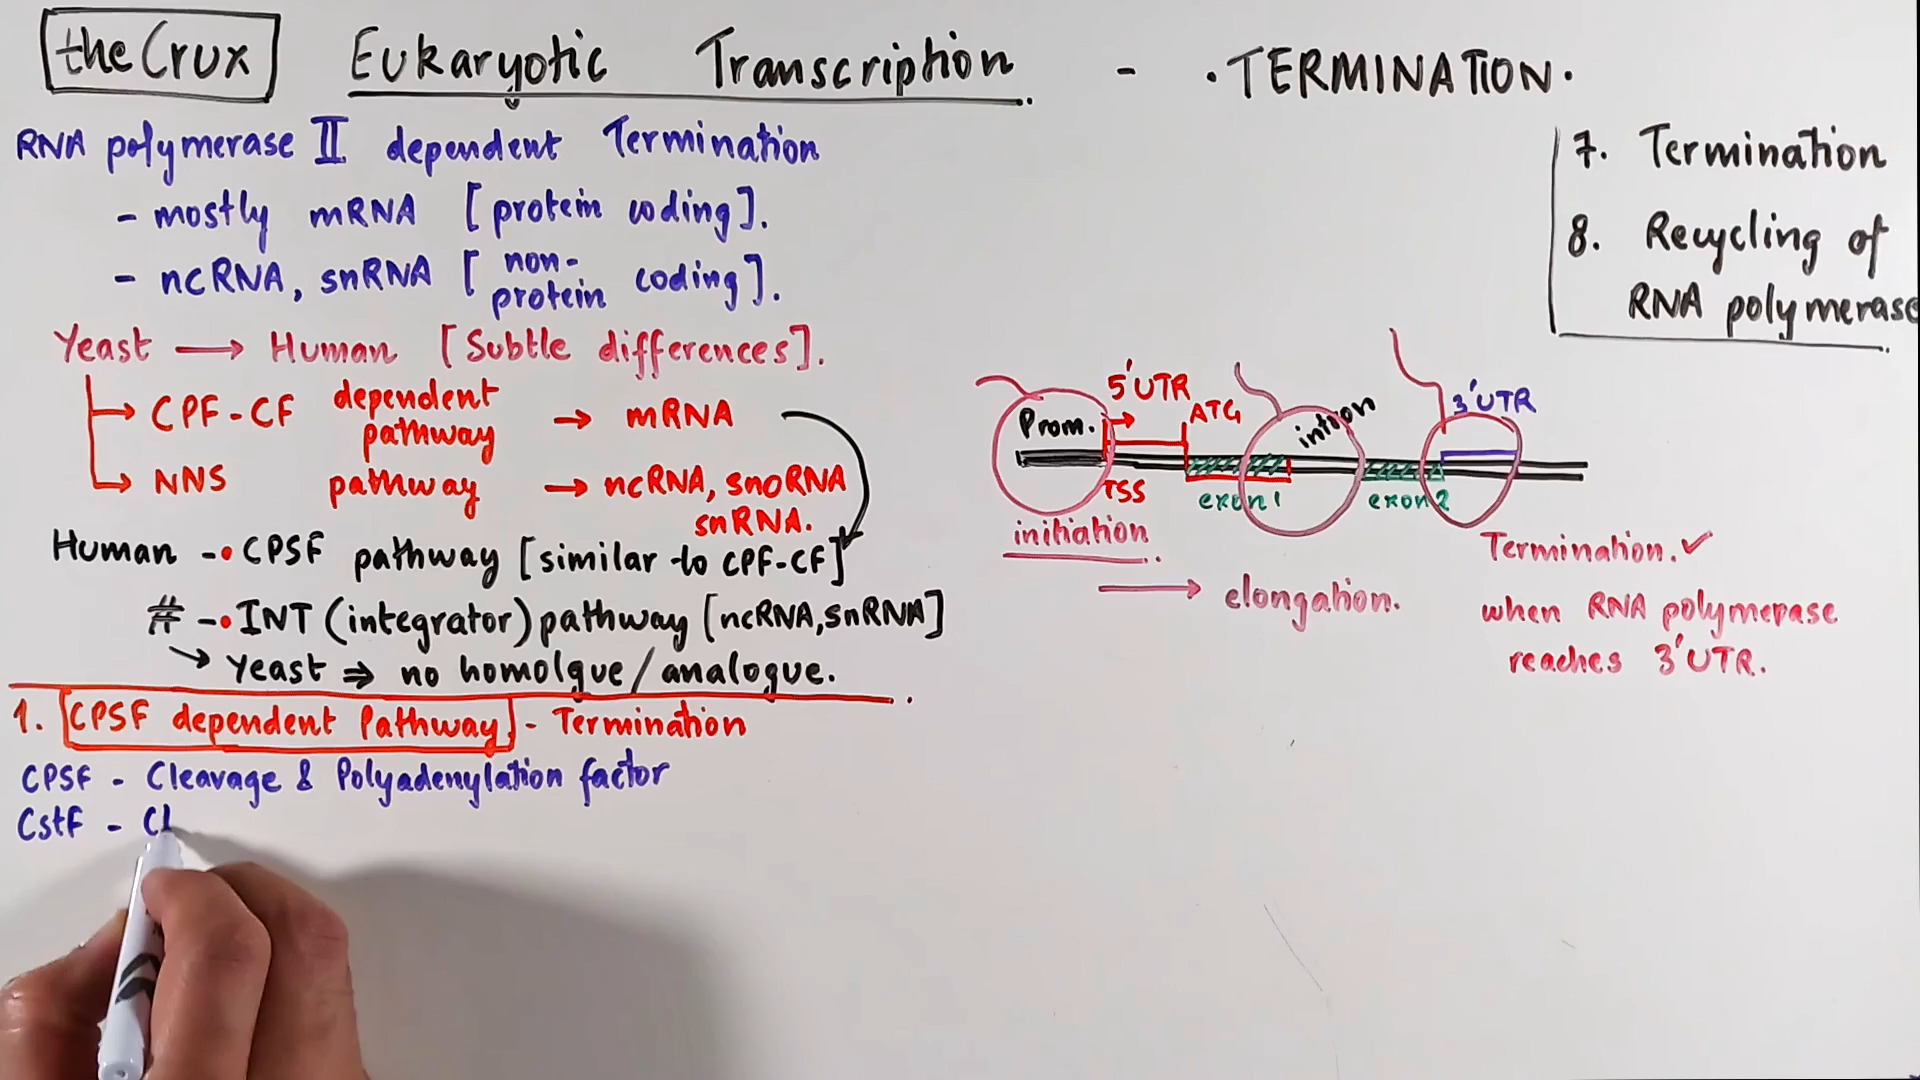 the Crux Eukaryotic Transcription - . TERMINATION .
RNA polymerase II dependent Termination
- mostly mRNA [protein coding].
- ncRNA, snRNA [non-protein coding].
Yeast → Human [Subtle differences].
→ CPF-CF dependent pathway → mRNA
→ NNS pathway → ncRNA, snoRNA
snRNA.
Human - • CPSF pathway [similar to CPF-CF]
# - • INT (integrator) pathway [ncRNA, snRNA]
→ Yeast ⇒ no homolgue/analogue.
1. CPSF dependent Pathway - Termination
CPSF - Cleavage & Polyadenylation factor
CstF - Cl
7. Termination
8. Recycling of
RNA polymerase
5'UTR
3'UTR
Prom.
ATG
intron
TSS
exon1
exon2
initiation.
→ elongation.
Termination. ✓
when RNA polymerase
reaches 3'UTR.